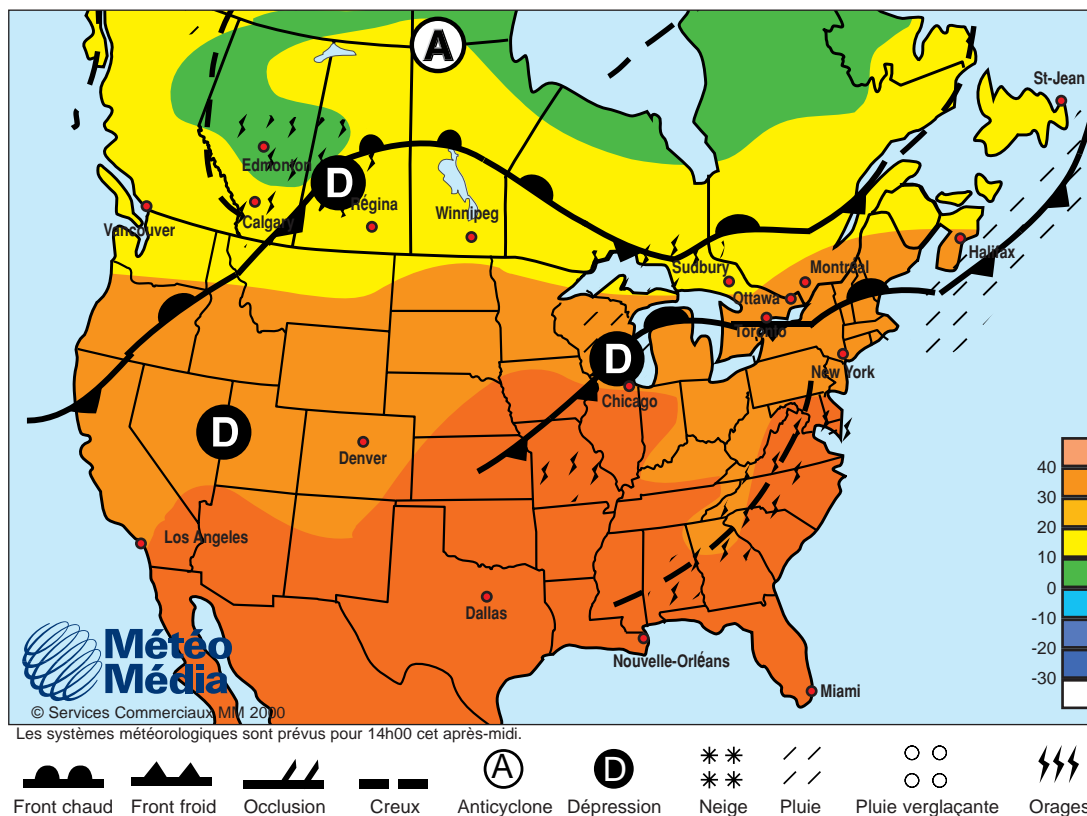 A
St-Jean
Edmonton
D
Régina
Calgary
Winnipeg
Vancouver
Halifax
Sudbury
Montréal
Ottawa
Toronto
D
New York
Chicago
D
Denver
40
30
20
10
0
-10
-20
-30
Los Angeles
Dallas
Météo
Média
Nouvelle-Orléans
Miami
© Services Commerciaux MM 2000
Les systèmes météorologiques sont prévus pour 14h00 cet après-midi.
A
D
Front chaud
Front froid
Occlusion
Creux
Anticyclone
Dépression
Neige
Pluie
Pluie verglaçante
Orages